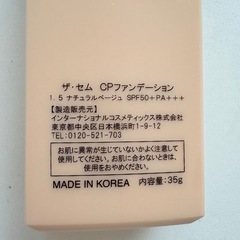 ザ・セム CPファンデーション
1.5 ナチュラルベージュ SPF50+PA+++
【製造販売元】
インターナショナルコスメティックス株式会社
東京都中央区日本橋浜町1-9-12
TEL：0120-521-703
お肌に異常が生じていないかよく注意して
使用してください。お肌に合わないときは、
使用をおやめください。
MADE IN KOREA 内容量：35g